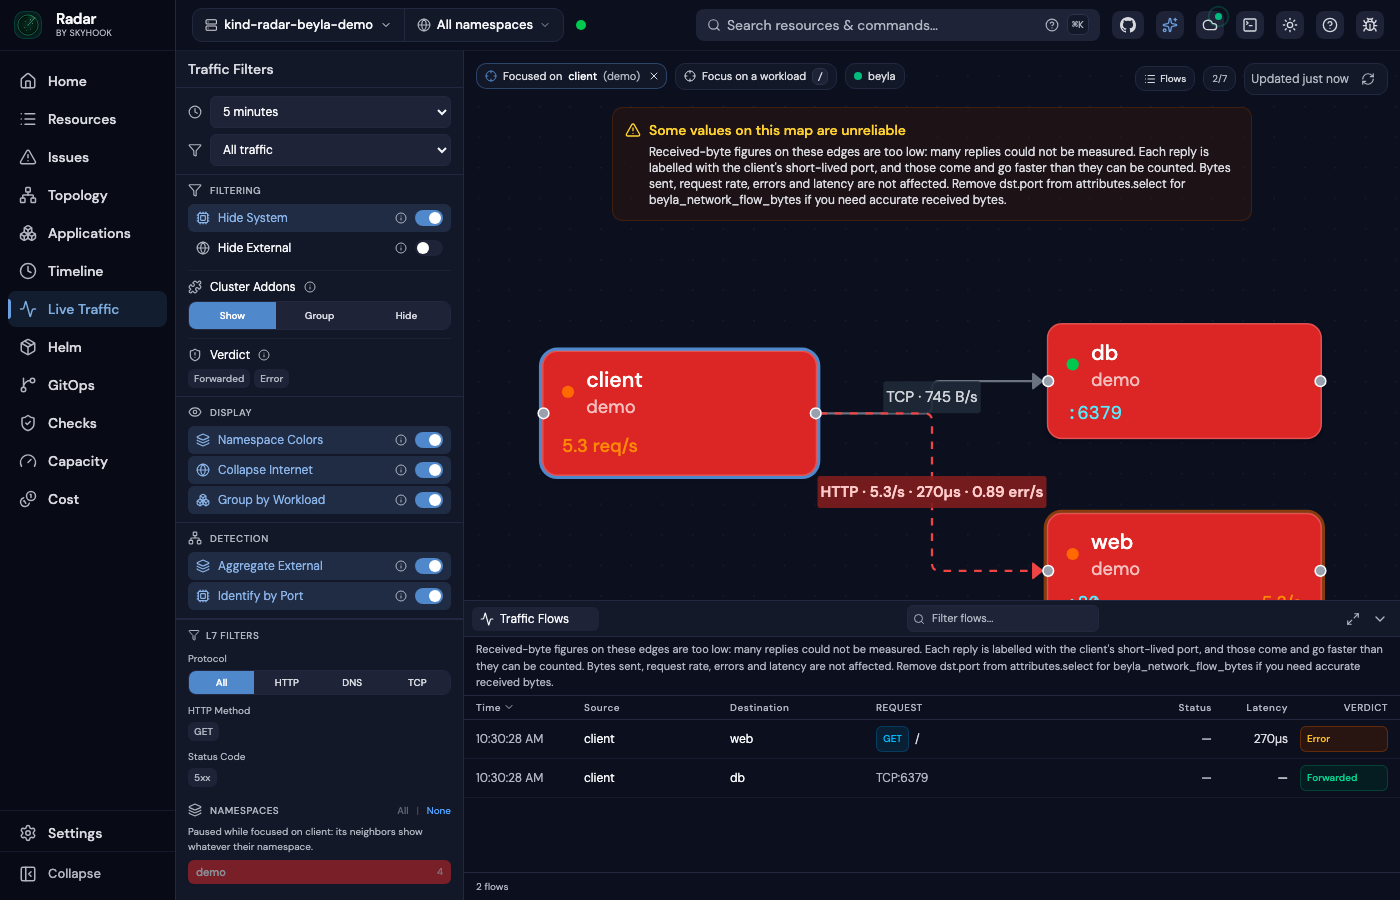 Radar
BY SKYHOOK
kind-radar-beyla-demo
All namespaces
Search resources & commands...
⌘K
Home
Resources
Issues
Topology
Applications
Timeline
Live Traffic
Helm
GitOps
Checks
Capacity
Cost
Settings
Collapse
Traffic Filters
5 minutes
All traffic
FILTERING
Hide System
Hide External
Cluster Addons
Show
Group
Hide
Verdict
Forwarded
Error
DISPLAY
Namespace Colors
Collapse Internet
Group by Workload
DETECTION
Aggregate External
Identify by Port
L7 FILTERS
Protocol
All
HTTP
DNS
TCP
HTTP Method
GET
Status Code
5xx
NAMESPACES
All | None
Paused while focused on client: its neighbors show
whatever their namespace.
demo 4
Focused on client (demo)
Focus on a workload /
beyla
Flows
2/7
Updated just now
Some values on this map are unreliable
Received-byte figures on these edges are too low: many replies could not be measured. Each reply is
labelled with the client's short-lived port, and those come and go faster than they can be counted. Bytes
sent, request rate, errors and latency are not affected. Remove dst.port from attributes.select for
beyla_network_flow_bytes if you need accurate received bytes.
client
demo
5.3 req/s
TCP · 745 B/s
HTTP · 5.3/s · 270µs · 0.89 err/s
db
demo
:6379
web
demo
:80
5.3/s
Traffic Flows
Filter flows...
Received-byte figures on these edges are too low: many replies could not be measured. Each reply is labelled with the client's short-lived port, and those come and go faster than
they can be counted. Bytes sent, request rate, errors and latency are not affected. Remove dst.port from attributes.select for beyla_network_flow_bytes if you need accurate
received bytes.
Time Source Destination REQUEST Status Latency VERDICT
10:30:28 AM client web GET / — 270µs Error
10:30:28 AM client db TCP:6379 — — Forwarded
2 flows